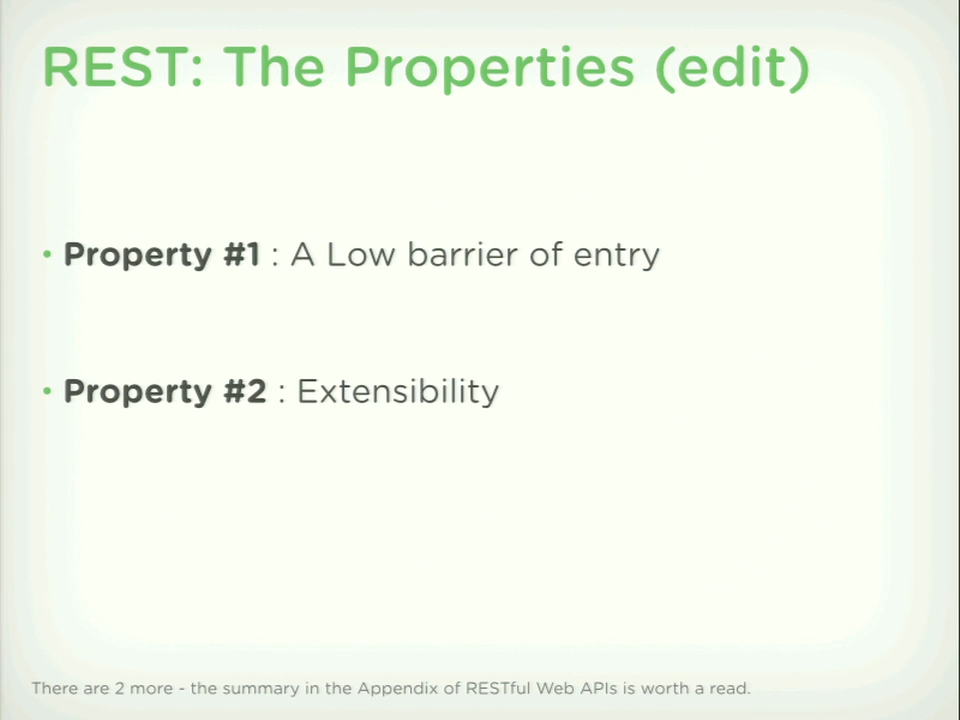 REST: The Properties (edit)
• Property #1 : A Low barrier of entry
• Property #2 : Extensibility
There are 2 more - the summary in the Appendix of RESTful Web APIs is worth a read.